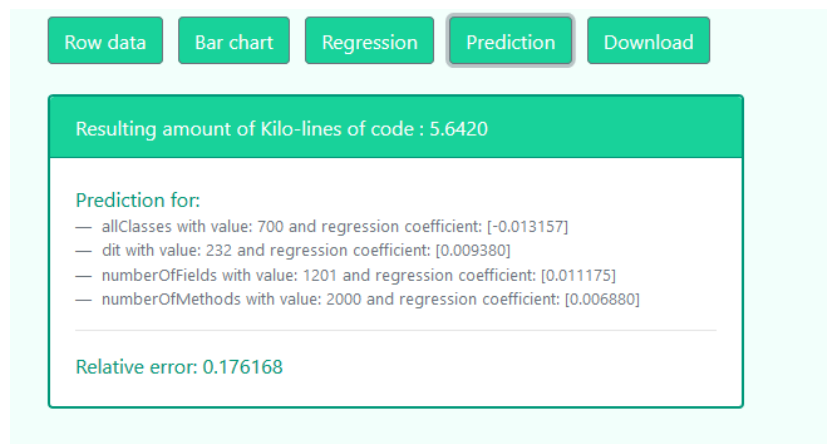 Row data Bar chart Regression Prediction Download
Resulting amount of Kilo-lines of code : 5.6420
Prediction for:
— allClasses with value: 700 and regression coefficient: [-0.013157]
— dit with value: 232 and regression coefficient: [0.009380]
— numberOfFields with value: 1201 and regression coefficient: [0.011175]
— numberOfMethods with value: 2000 and regression coefficient: [0.006880]
Relative error: 0.176168